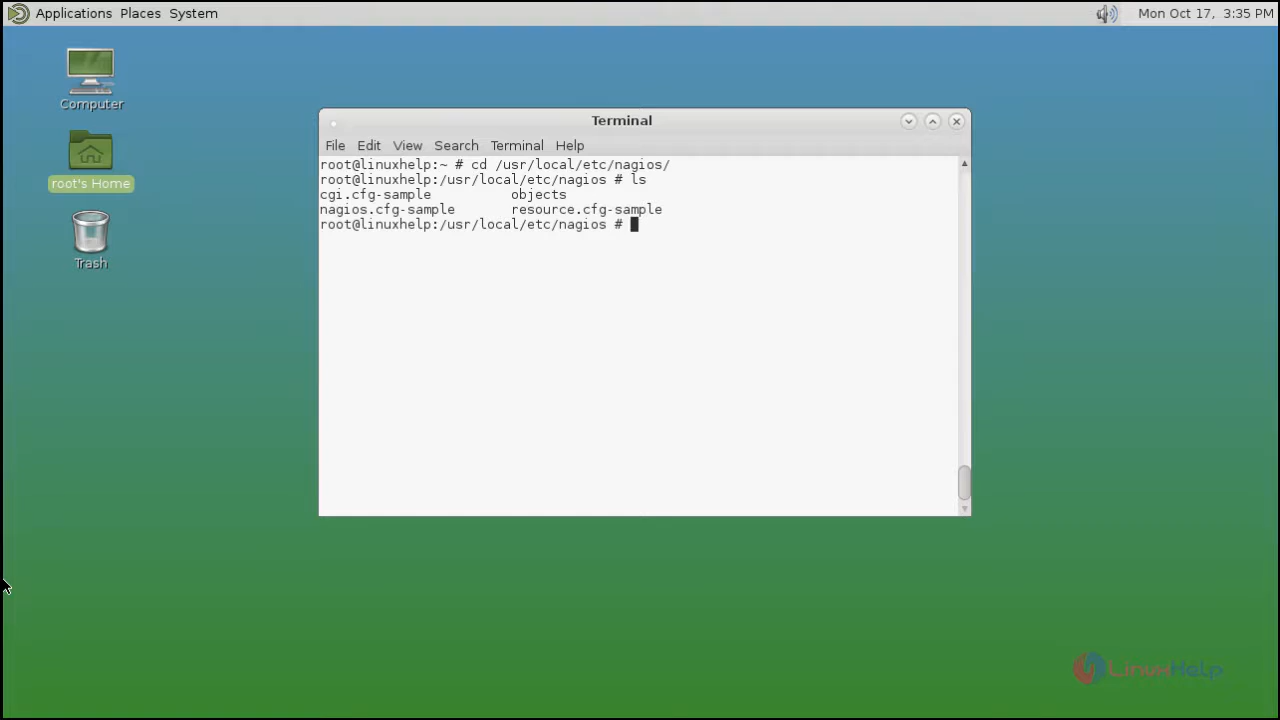 Applications Places System
Mon Oct 17, 3:35 PM
Computer
root's Home
Trash
Terminal
File Edit View Search Terminal Help
root@linuxhelp:~ # cd /usr/local/etc/nagios/
root@linuxhelp:/usr/local/etc/nagios # ls
cgi.cfg-sample objects
nagios.cfg-sample resource.cfg-sample
root@linuxhelp:/usr/local/etc/nagios #
LinuxHelp